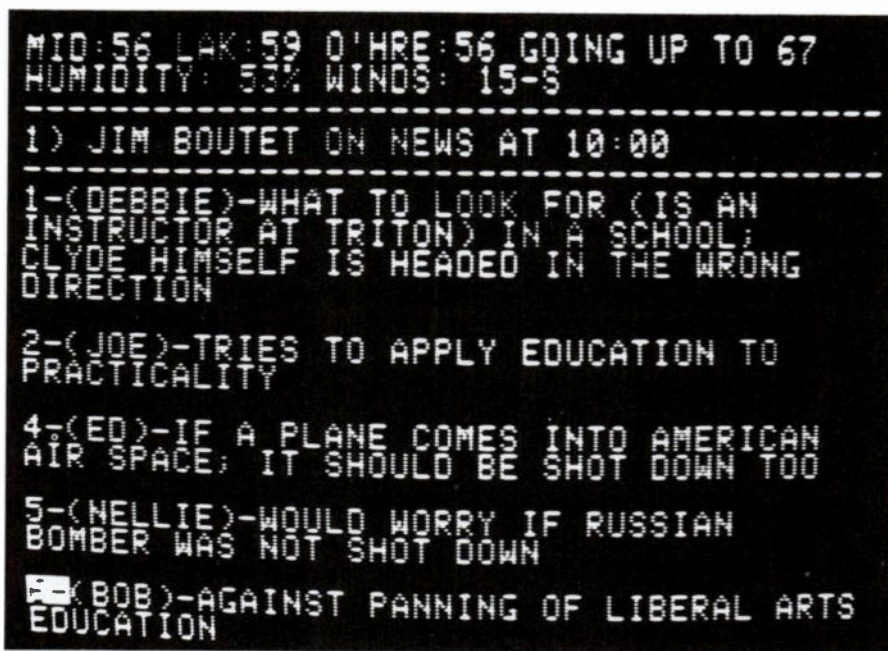 MID:56 LAK:59 O'HRE:56 GOING UP TO 67
HUMIDITY: 53% WINDS: 15-S
1) JIM BOUTET ON NEWS AT 10:00
1-(DEBBIE)-WHAT TO LOOK FOR (IS AN
INSTRUCTOR AT TRITON) IN A SCHOOL;
CLYDE HIMSELF IS HEADED IN THE WRONG
DIRECTION
2-(JOE)-TRIES TO APPLY EDUCATION TO
PRACTICALITY
4-(ED)-IF A PLANE COMES INTO AMERICAN
AIR SPACE; IT SHOULD BE SHOT DOWN TOO
5-(NELLIE)-WOULD WORRY IF RUSSIAN
BOMBER WAS NOT SHOT DOWN
(BOB)-AGAINST PANNING OF LIBERAL ARTS
EDUCATION